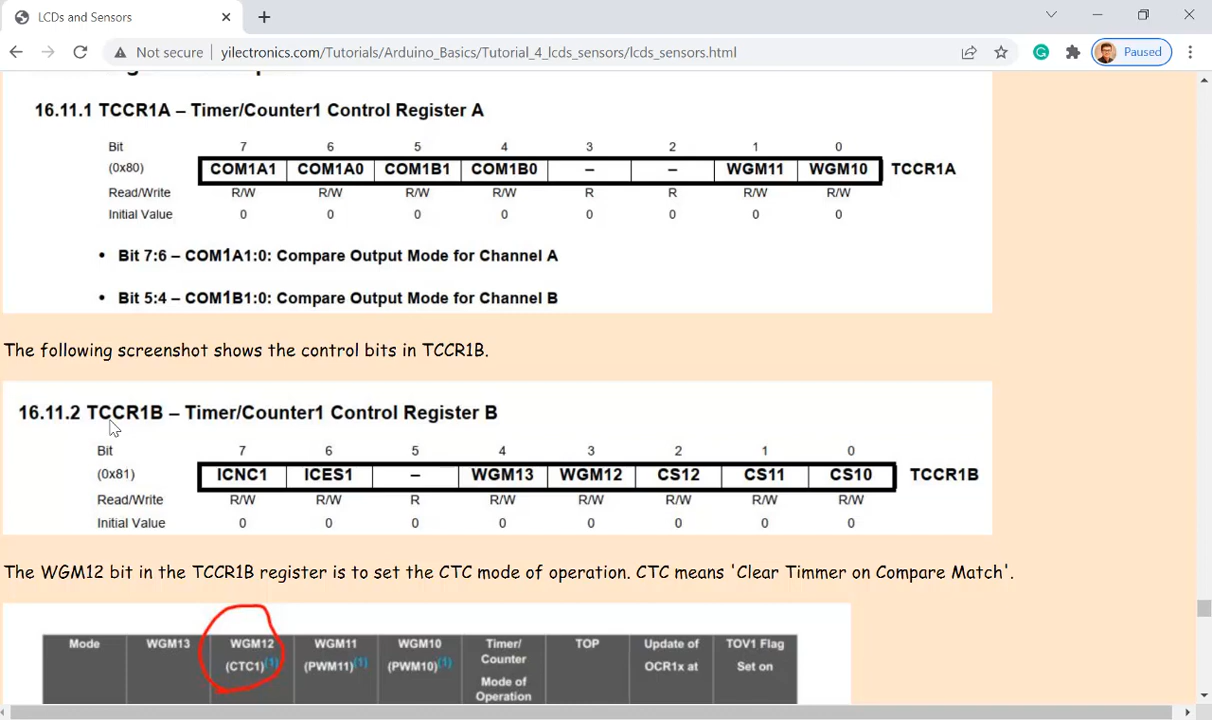 LCDs and Sensors
Not secure yilectronics.com/Tutorials/Arduino_Basics/Tutorial_4_lcds_sensors/lcds_sensors.html Paused
16.11.1 TCCR1A – Timer/Counter1 Control Register A
Bit 7 6 5 4 3 2 1 0
(0x80) COM1A1 COM1A0 COM1B1 COM1B0 – – WGM11 WGM10 TCCR1A
Read/Write R/W R/W R/W R/W R R R/W R/W
Initial Value 0 0 0 0 0 0 0 0
• Bit 7:6 – COM1A1:0: Compare Output Mode for Channel A
• Bit 5:4 – COM1B1:0: Compare Output Mode for Channel B
The following screenshot shows the control bits in TCCR1B.
16.11.2 TCCR1B – Timer/Counter1 Control Register B
Bit 7 6 5 4 3 2 1 0
(0x81) ICNC1 ICES1 – WGM13 WGM12 CS12 CS11 CS10 TCCR1B
Read/Write R/W R/W R R/W R/W R/W R/W R/W
Initial Value 0 0 0 0 0 0 0 0
The WGM12 bit in the TCCR1B register is to set the CTC mode of operation. CTC means 'Clear Timmer on Compare Match'.
Mode WGM13 WGM12 WGM11 WGM10 Timer/ TOP Update of TOV1 Flag
(CTC1)(1) (PWM11)(1) (PWM10)(1) Counter OCR1x at Set on
Mode of
Operation